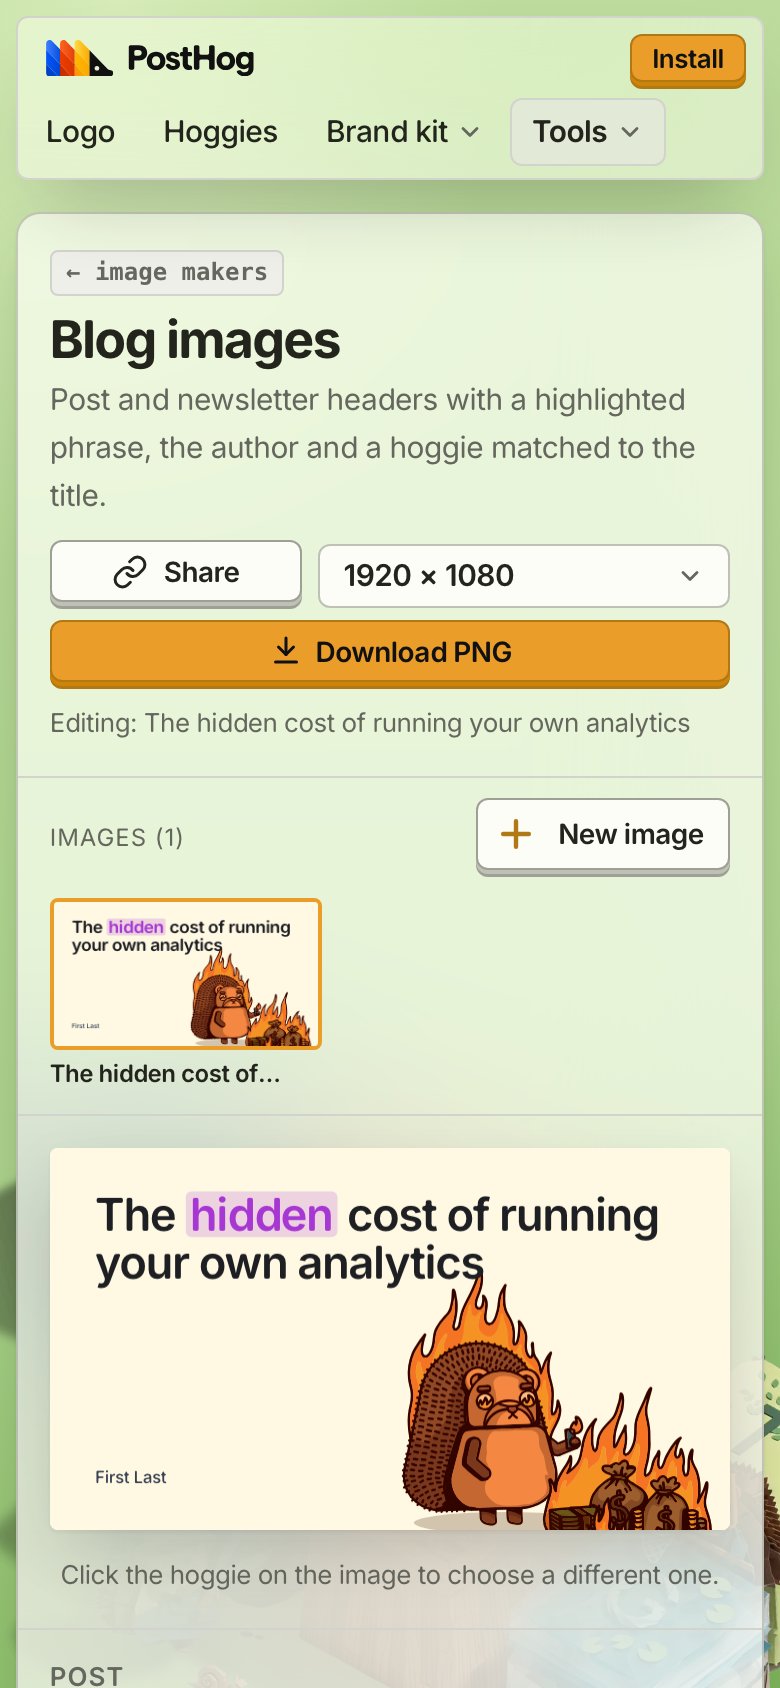 PostHog
Install
Logo
Hoggies
Brand kit
Tools
← image makers
Blog images
Post and newsletter headers with a highlighted
phrase, the author and a hoggie matched to the
title.
Share
1920 × 1080
Download PNG
Editing: The hidden cost of running your own analytics
IMAGES (1)
New image
The hidden cost of running
your own analytics
First Last
The hidden cost of...
The hidden cost of running
your own analytics
First Last
$
$
Click the hoggie on the image to choose a different one.
POST